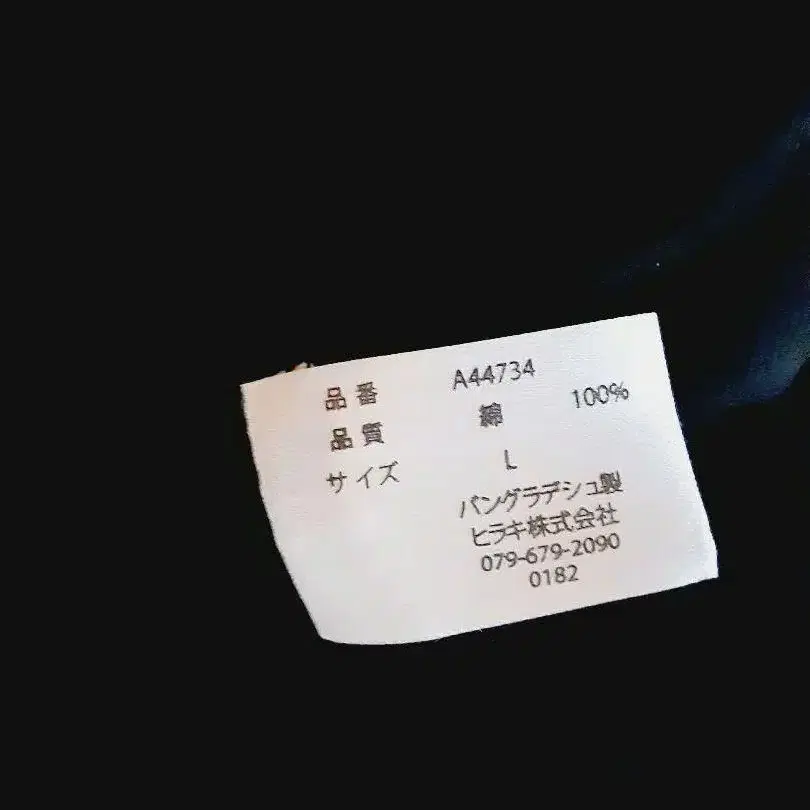 品番 A44734
品質 綿 100%
サイズ L
バングラデシュ製
ヒラキ株式会社
079-679-2090
0182